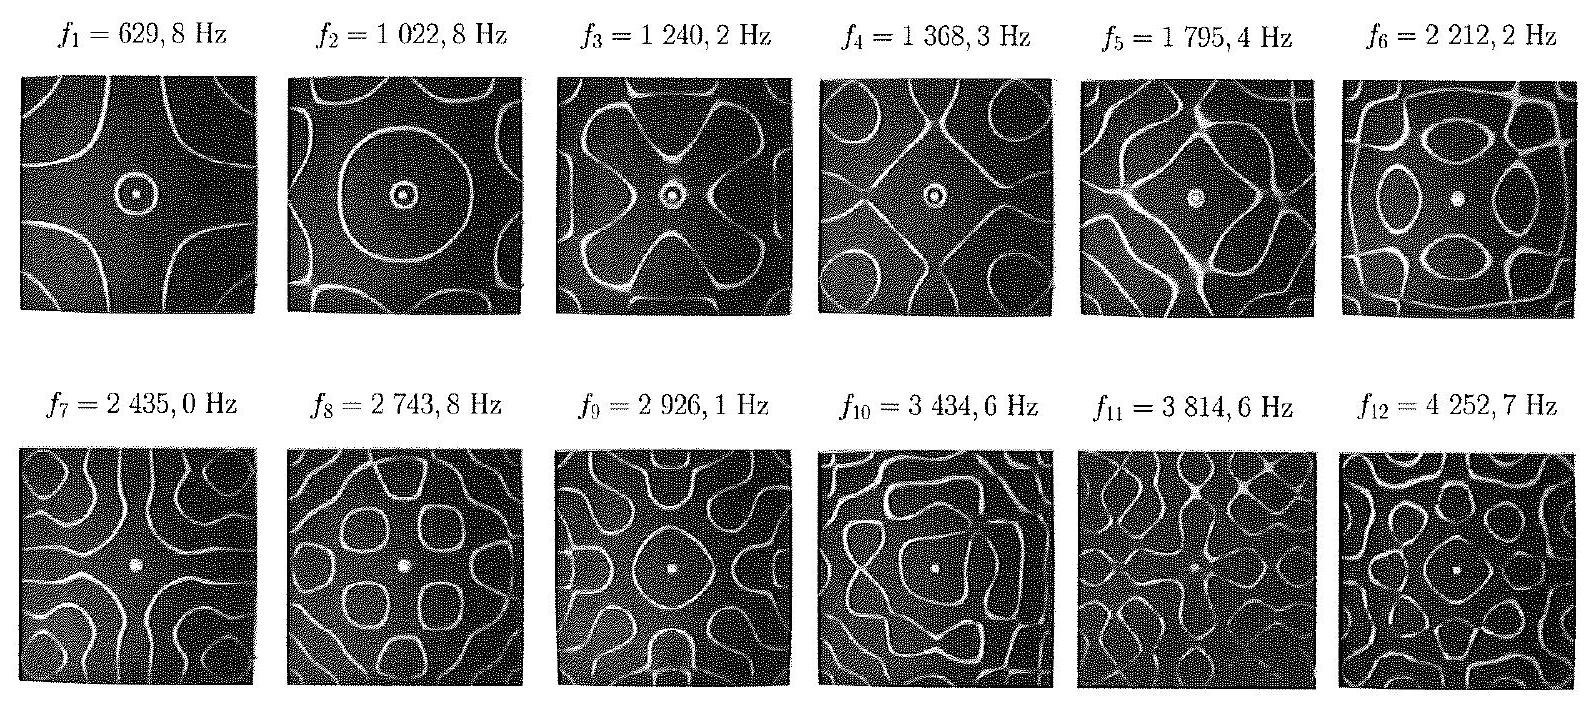 f₁ = 629,8 Hz
f₂ = 1 022,8 Hz
f₃ = 1 240,2 Hz
f₄ = 1 368,3 Hz
f₅ = 1 795,4 Hz
f₆ = 2 212,2 Hz
f₇ = 2 435,0 Hz
f₈ = 2 743,8 Hz
f₉ = 2 926,1 Hz
f₁₀ = 3 434,6 Hz
f₁₁ = 3 814,6 Hz
f₁₂ = 4 252,7 Hz